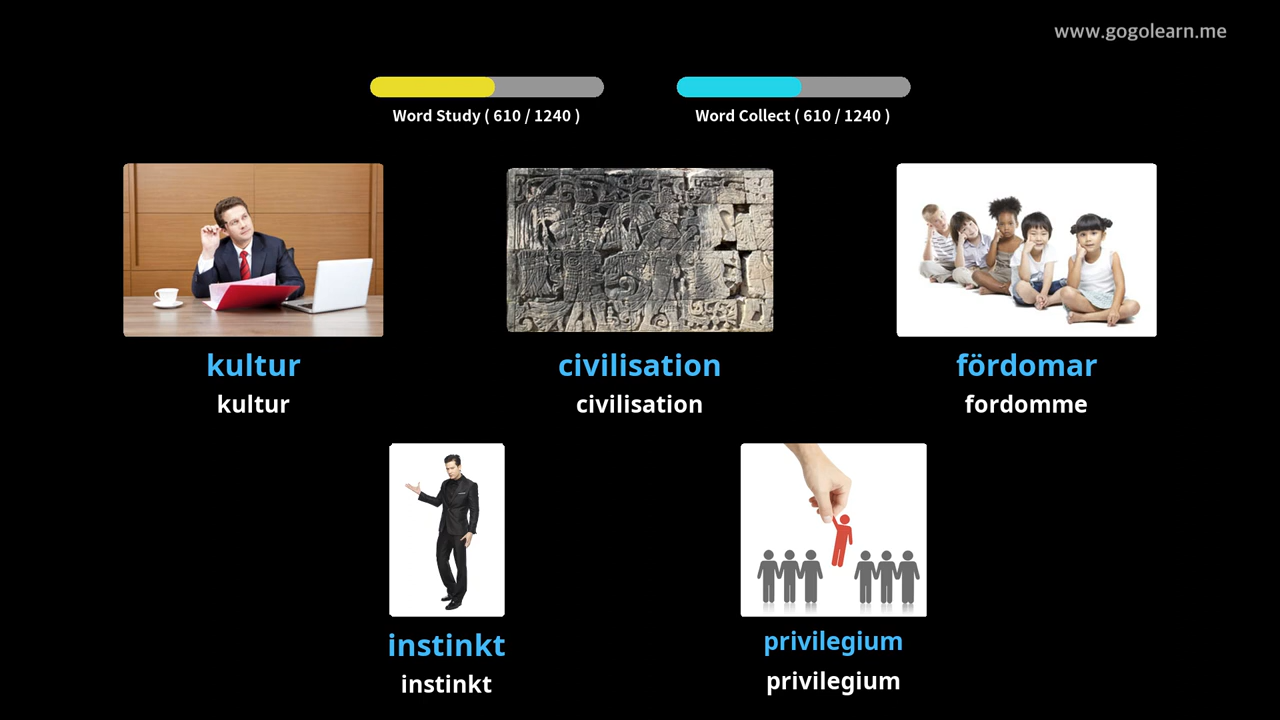 www.gogolearn.me
Word Study ( 610 / 1240 )
Word Collect ( 610 / 1240 )
kultur
kultur
civilisation
civilisation
fördomar
fordomme
instinkt
instinkt
privilegium
privilegium